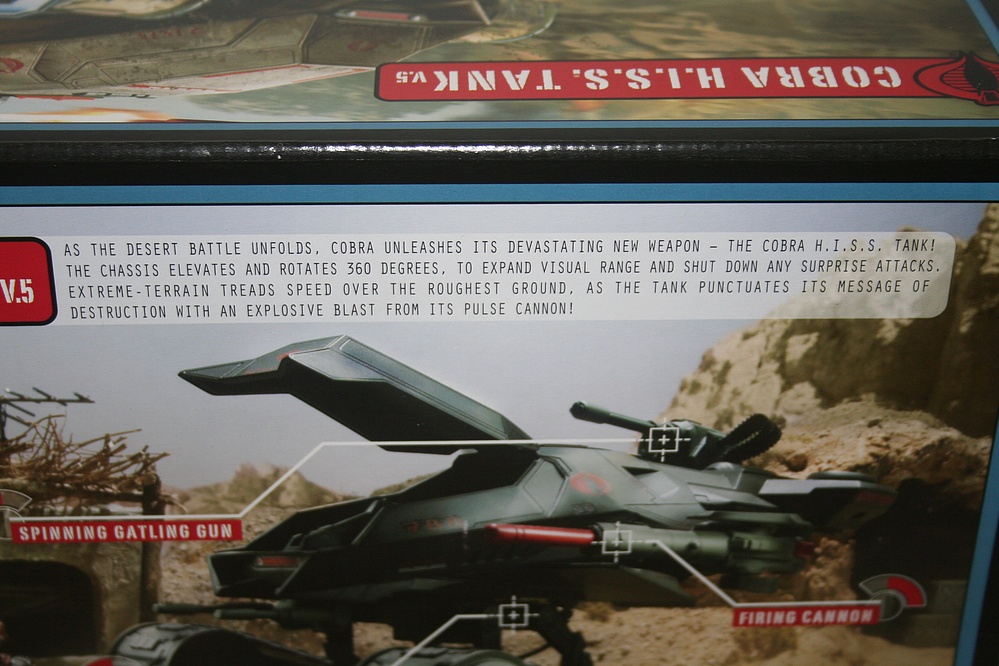 COBRA H.I.S.S. TANK V.5
V.5
AS THE DESERT BATTLE UNFOLDS, COBRA UNLEASHES ITS DEVASTATING NEW WEAPON – THE COBRA H.I.S.S. TANK!
THE CHASSIS ELEVATES AND ROTATES 360 DEGREES, TO EXPAND VISUAL RANGE AND SHUT DOWN ANY SURPRISE ATTACKS.
EXTREME-TERRAIN TREADS SPEED OVER THE ROUGHEST GROUND, AS THE TANK PUNCTUATES ITS MESSAGE OF
DESTRUCTION WITH AN EXPLOSIVE BLAST FROM ITS PULSE CANNON!
SPINNING GATLING GUN
FIRING CANNON